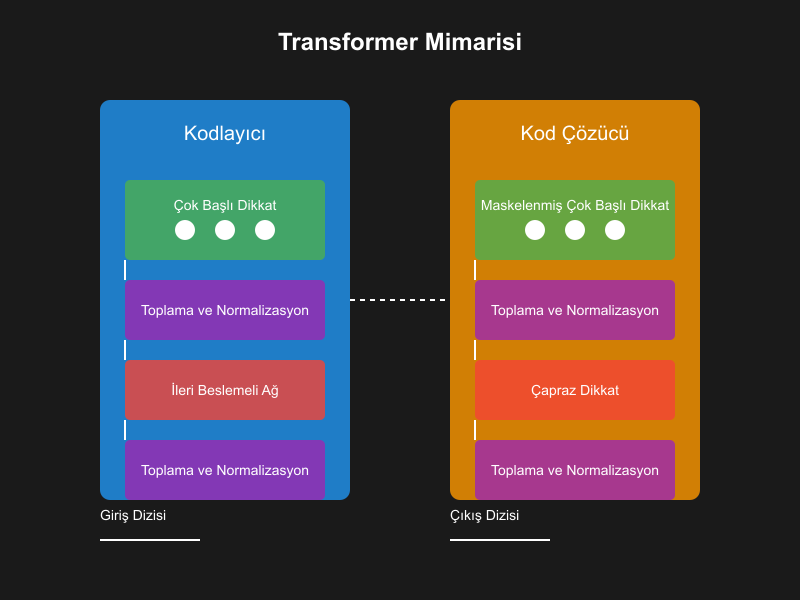 Transformer Mimarisi
Kodlayıcı
Çok Başlı Dikkat
Toplama ve Normalizasyon
İleri Beslemeli Ağ
Toplama ve Normalizasyon
Giriş Dizisi
Kod Çözücü
Maskelenmiş Çok Başlı Dikkat
Toplama ve Normalizasyon
Çapraz Dikkat
Toplama ve Normalizasyon
Çıkış Dizisi